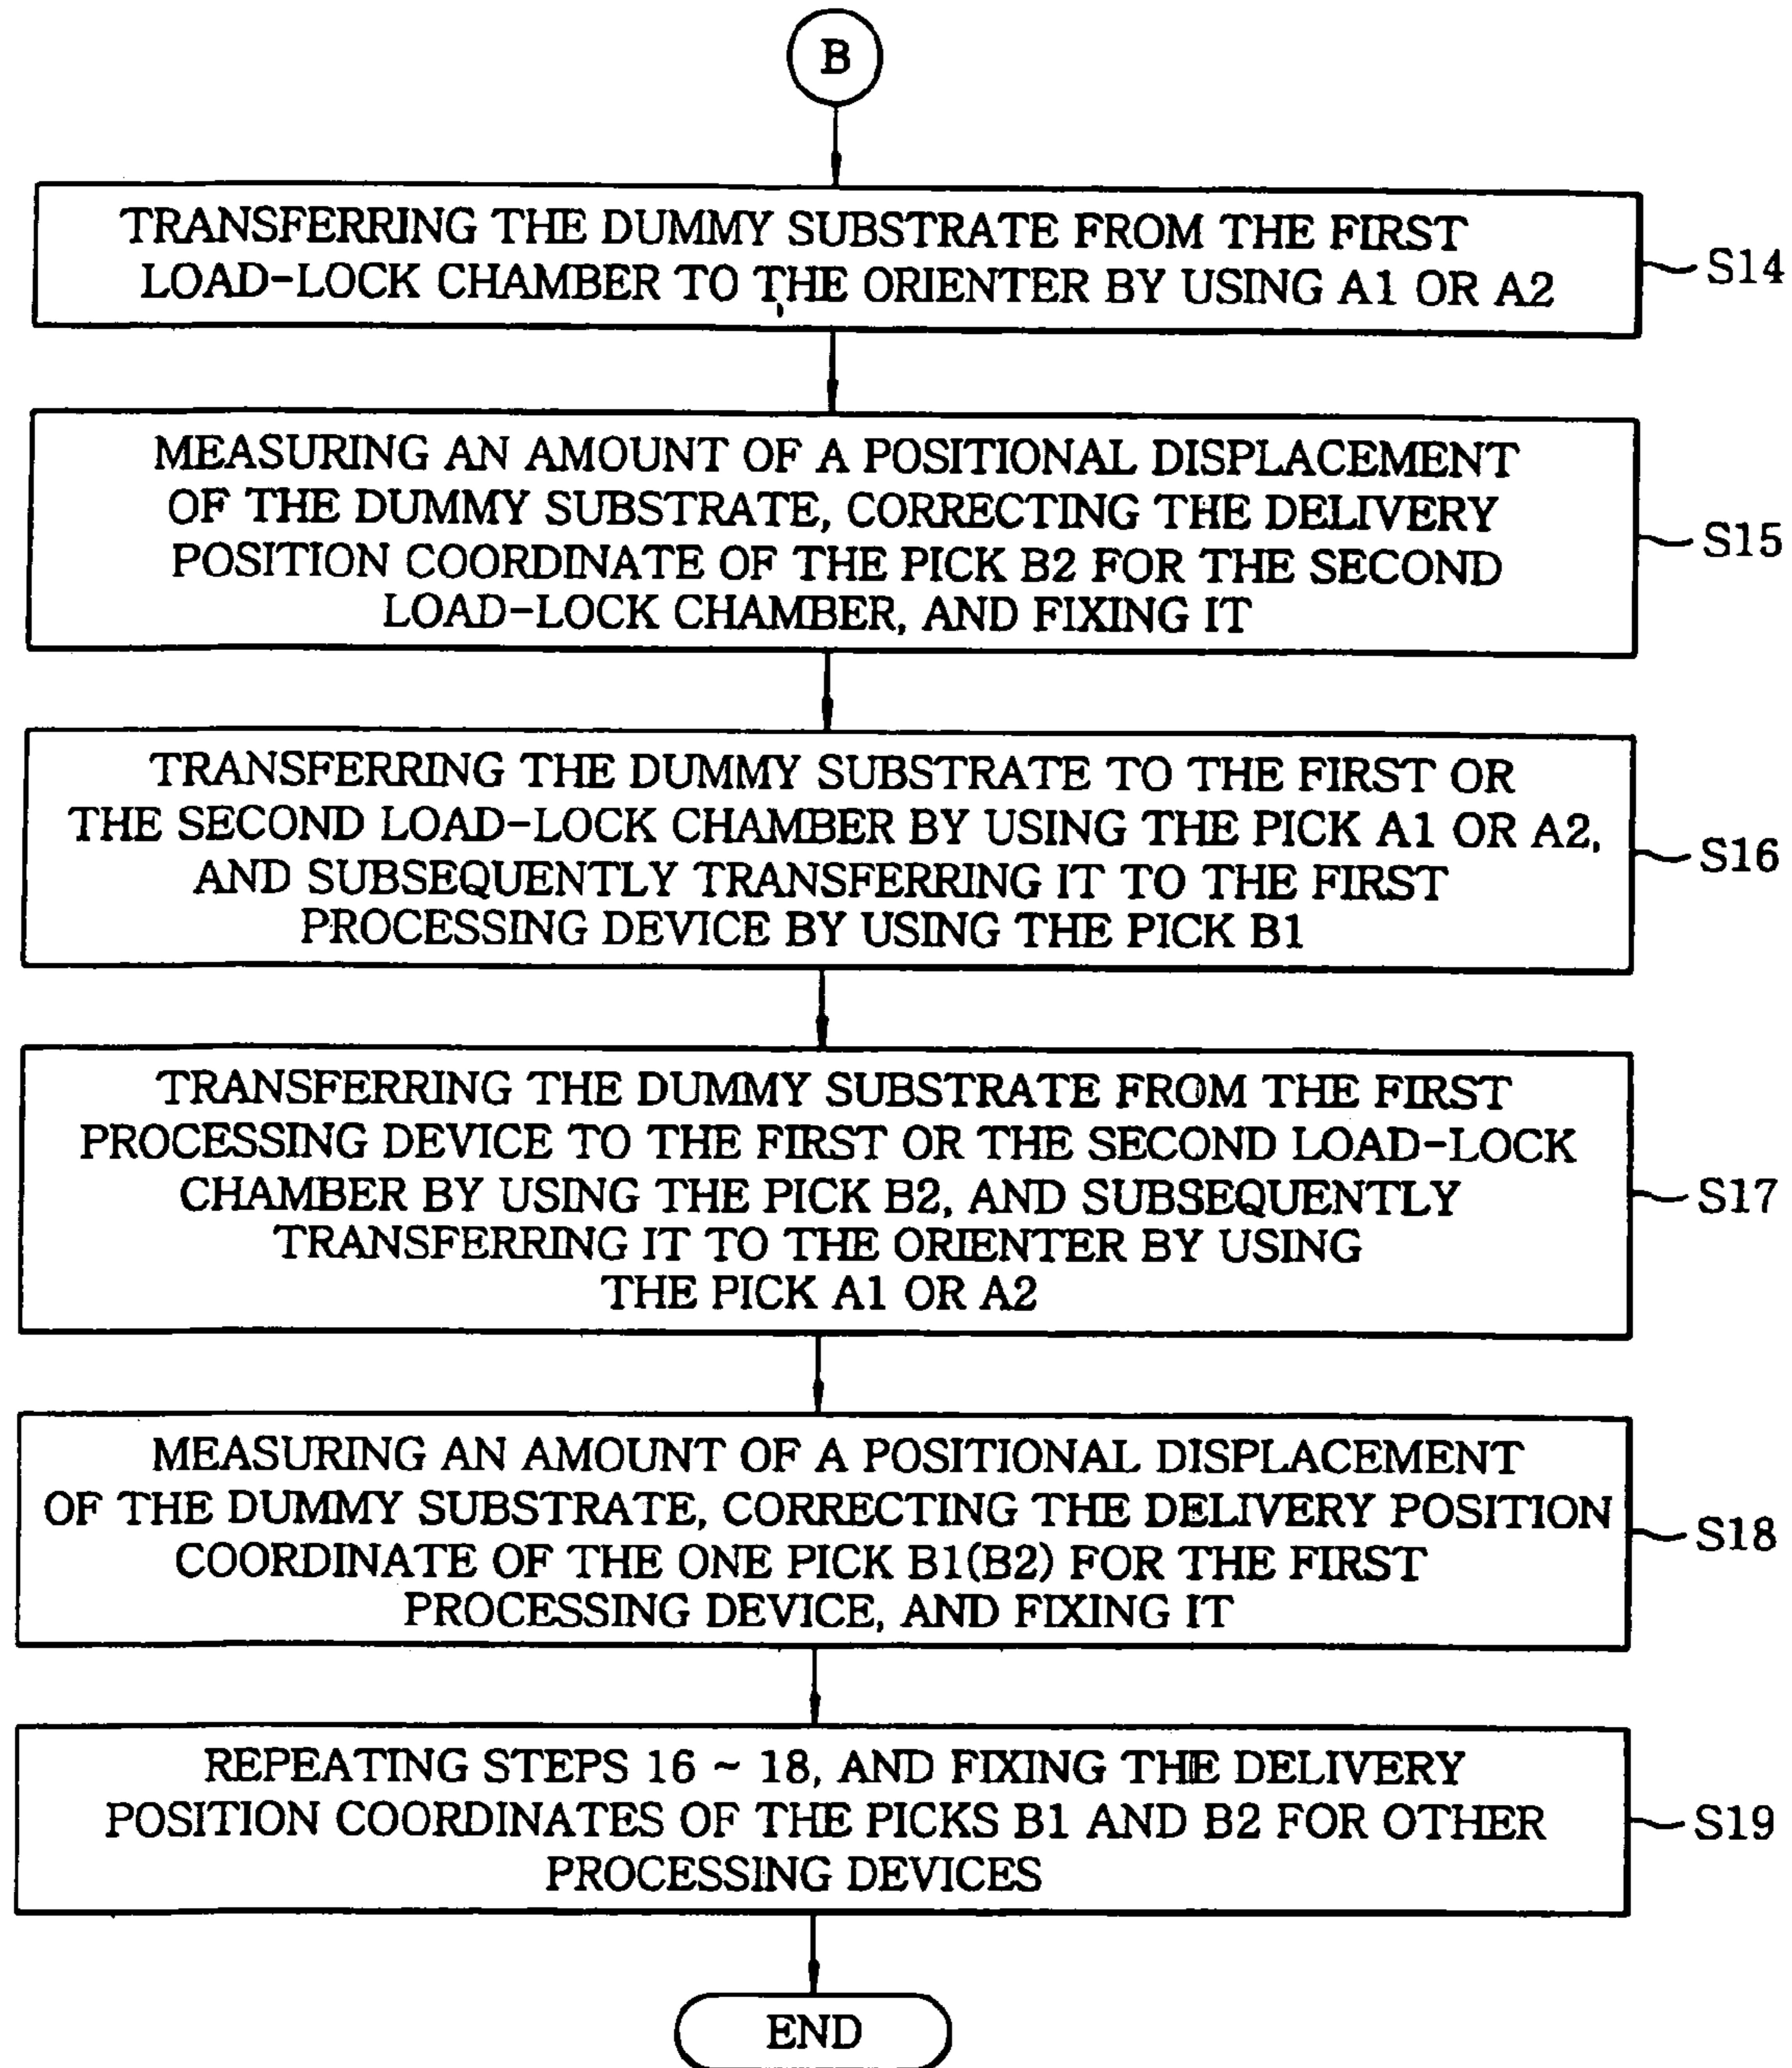 B
TRANSFERRING THE DUMMY SUBSTRATE FROM THE FIRST
LOAD-LOCK CHAMBER TO THE ORIENTER BY USING A1 OR A2
S14
MEASURING AN AMOUNT OF A POSITIONAL DISPLACEMENT
OF THE DUMMY SUBSTRATE, CORRECTING THE DELIVERY
POSITION COORDINATE OF THE PICK B2 FOR THE SECOND
LOAD-LOCK CHAMBER, AND FIXING IT
S15
TRANSFERRING THE DUMMY SUBSTRATE TO THE FIRST OR
THE SECOND LOAD-LOCK CHAMBER BY USING THE PICK A1 OR A2,
AND SUBSEQUENTLY TRANSFERRING IT TO THE FIRST
PROCESSING DEVICE BY USING THE PICK B1
S16
TRANSFERRING THE DUMMY SUBSTRATE FROM THE FIRST
PROCESSING DEVICE TO THE FIRST OR THE SECOND LOAD-LOCK
CHAMBER BY USING THE PICK B2, AND SUBSEQUENTLY
TRANSFERRING IT TO THE ORIENTER BY USING
THE PICK A1 OR A2
S17
MEASURING AN AMOUNT OF A POSITIONAL DISPLACEMENT
OF THE DUMMY SUBSTRATE, CORRECTING THE DELIVERY POSITION
COORDINATE OF THE ONE PICK B1(B2) FOR THE FIRST
PROCESSING DEVICE, AND FIXING IT
S18
REPEATING STEPS 16 ~ 18, AND FIXING THE DELIVERY
POSITION COORDINATES OF THE PICKS B1 AND B2 FOR OTHER
PROCESSING DEVICES
S19
END